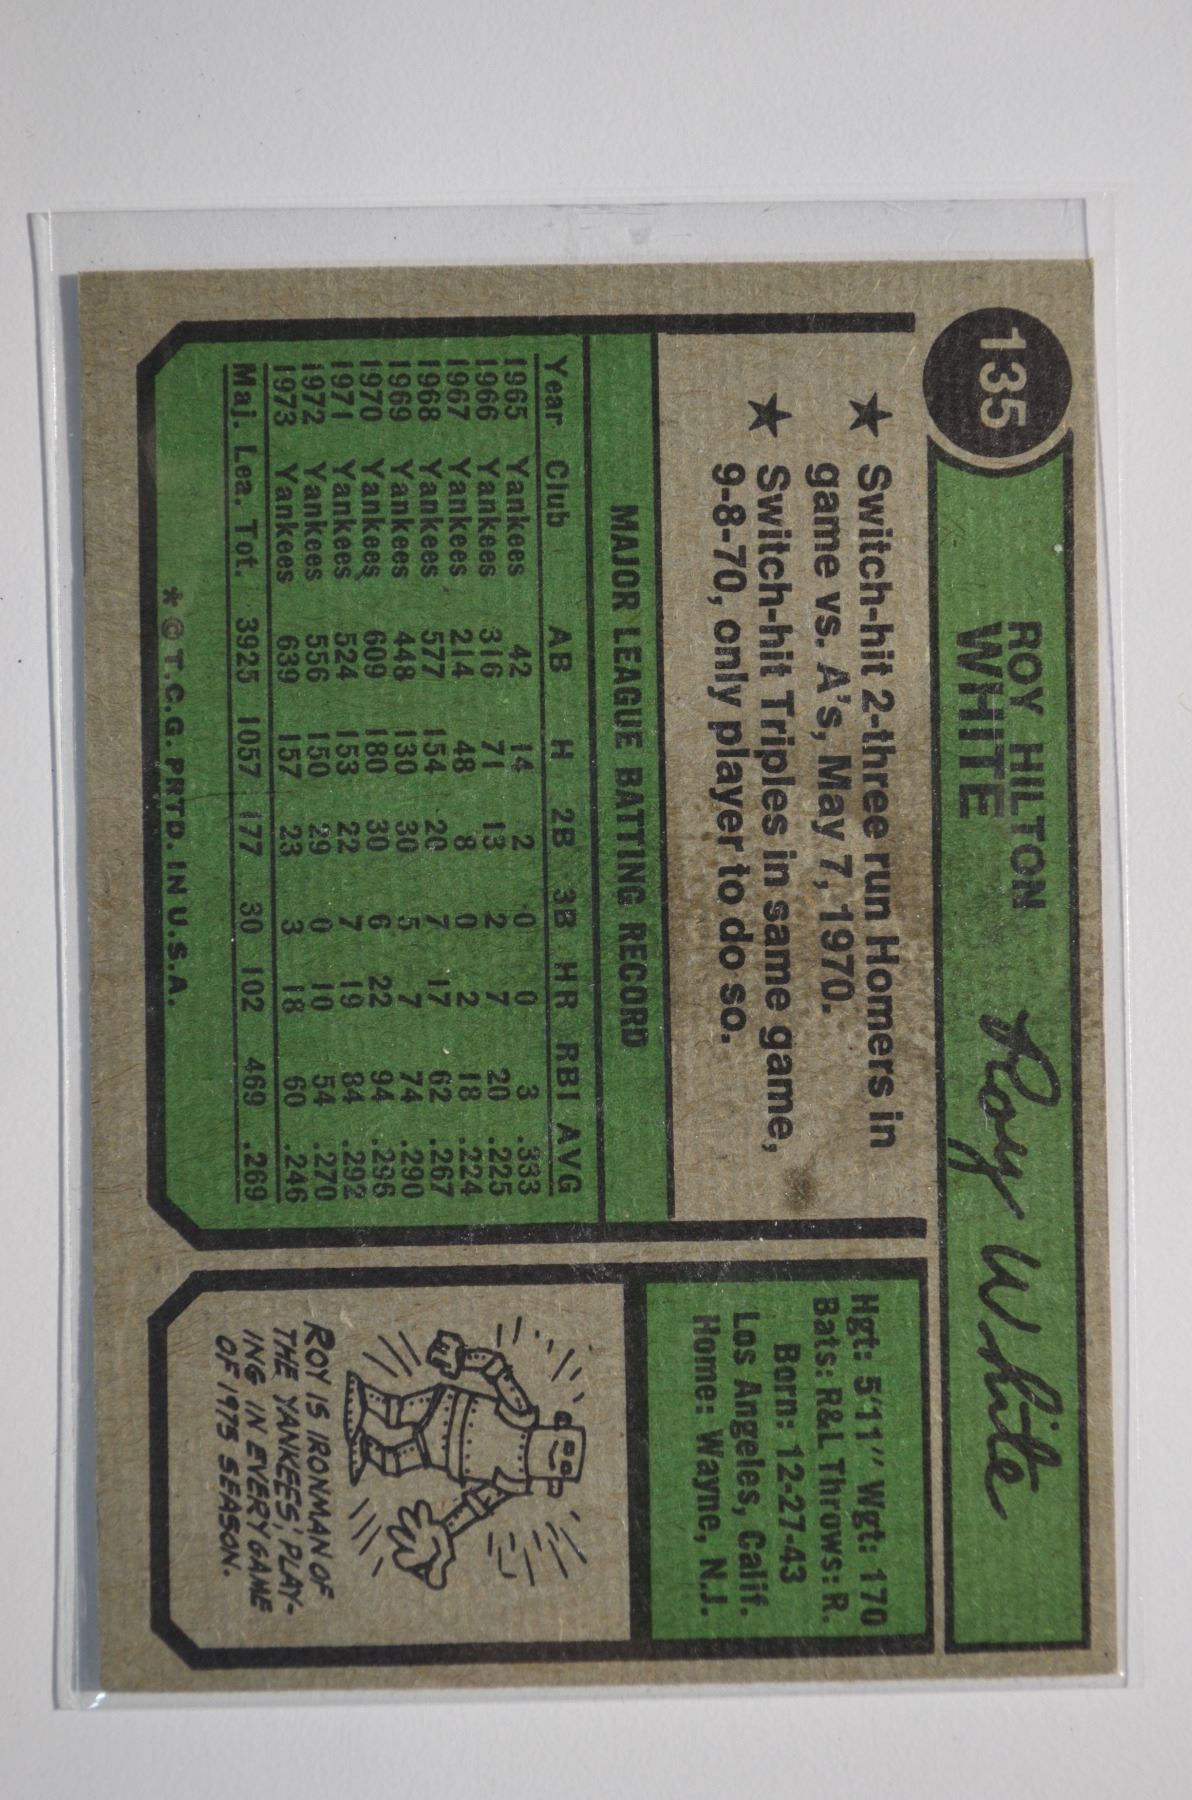 135
ROY HILTON
WHITE
Roy White
★ Switch-hit 2-three run Homers in
game vs. A's, May 7, 1970.
★ Switch-hit Triples in same game,
9-8-70, only player to do so.
MAJOR LEAGUE BATTING RECORD
Year Club AB H 2B 3B HR RBI AVG
1965 Yankees 42 14 2 0 0 3 .333
1966 Yankees 316 71 13 2 7 20 .225
1967 Yankees 214 48 8 0 2 18 .224
1968 Yankees 577 154 20 7 17 62 .267
1969 Yankees 448 130 30 5 7 74 .290
1970 Yankees 609 180 30 6 22 94 .296
1971 Yankees 524 153 22 7 19 84 .292
1972 Yankees 556 150 29 0 10 54 .270
1973 Yankees 639 157 23 3 18 60 .246
Maj. Lea. Tot. 3925 1057 177 30 102 469 .269
* © T.C.G. PRTD. IN U.S.A.
Hgt: 5'11" Wgt: 170
Bats: R&L Throws: R.
Born: 12-27-43
Los Angeles, Calif.
Home: Wayne, N.J.
ROY IS IRONMAN OF
THE YANKEES', PLAY-
ING IN EVERY GAME
OF 1973 SEASON.